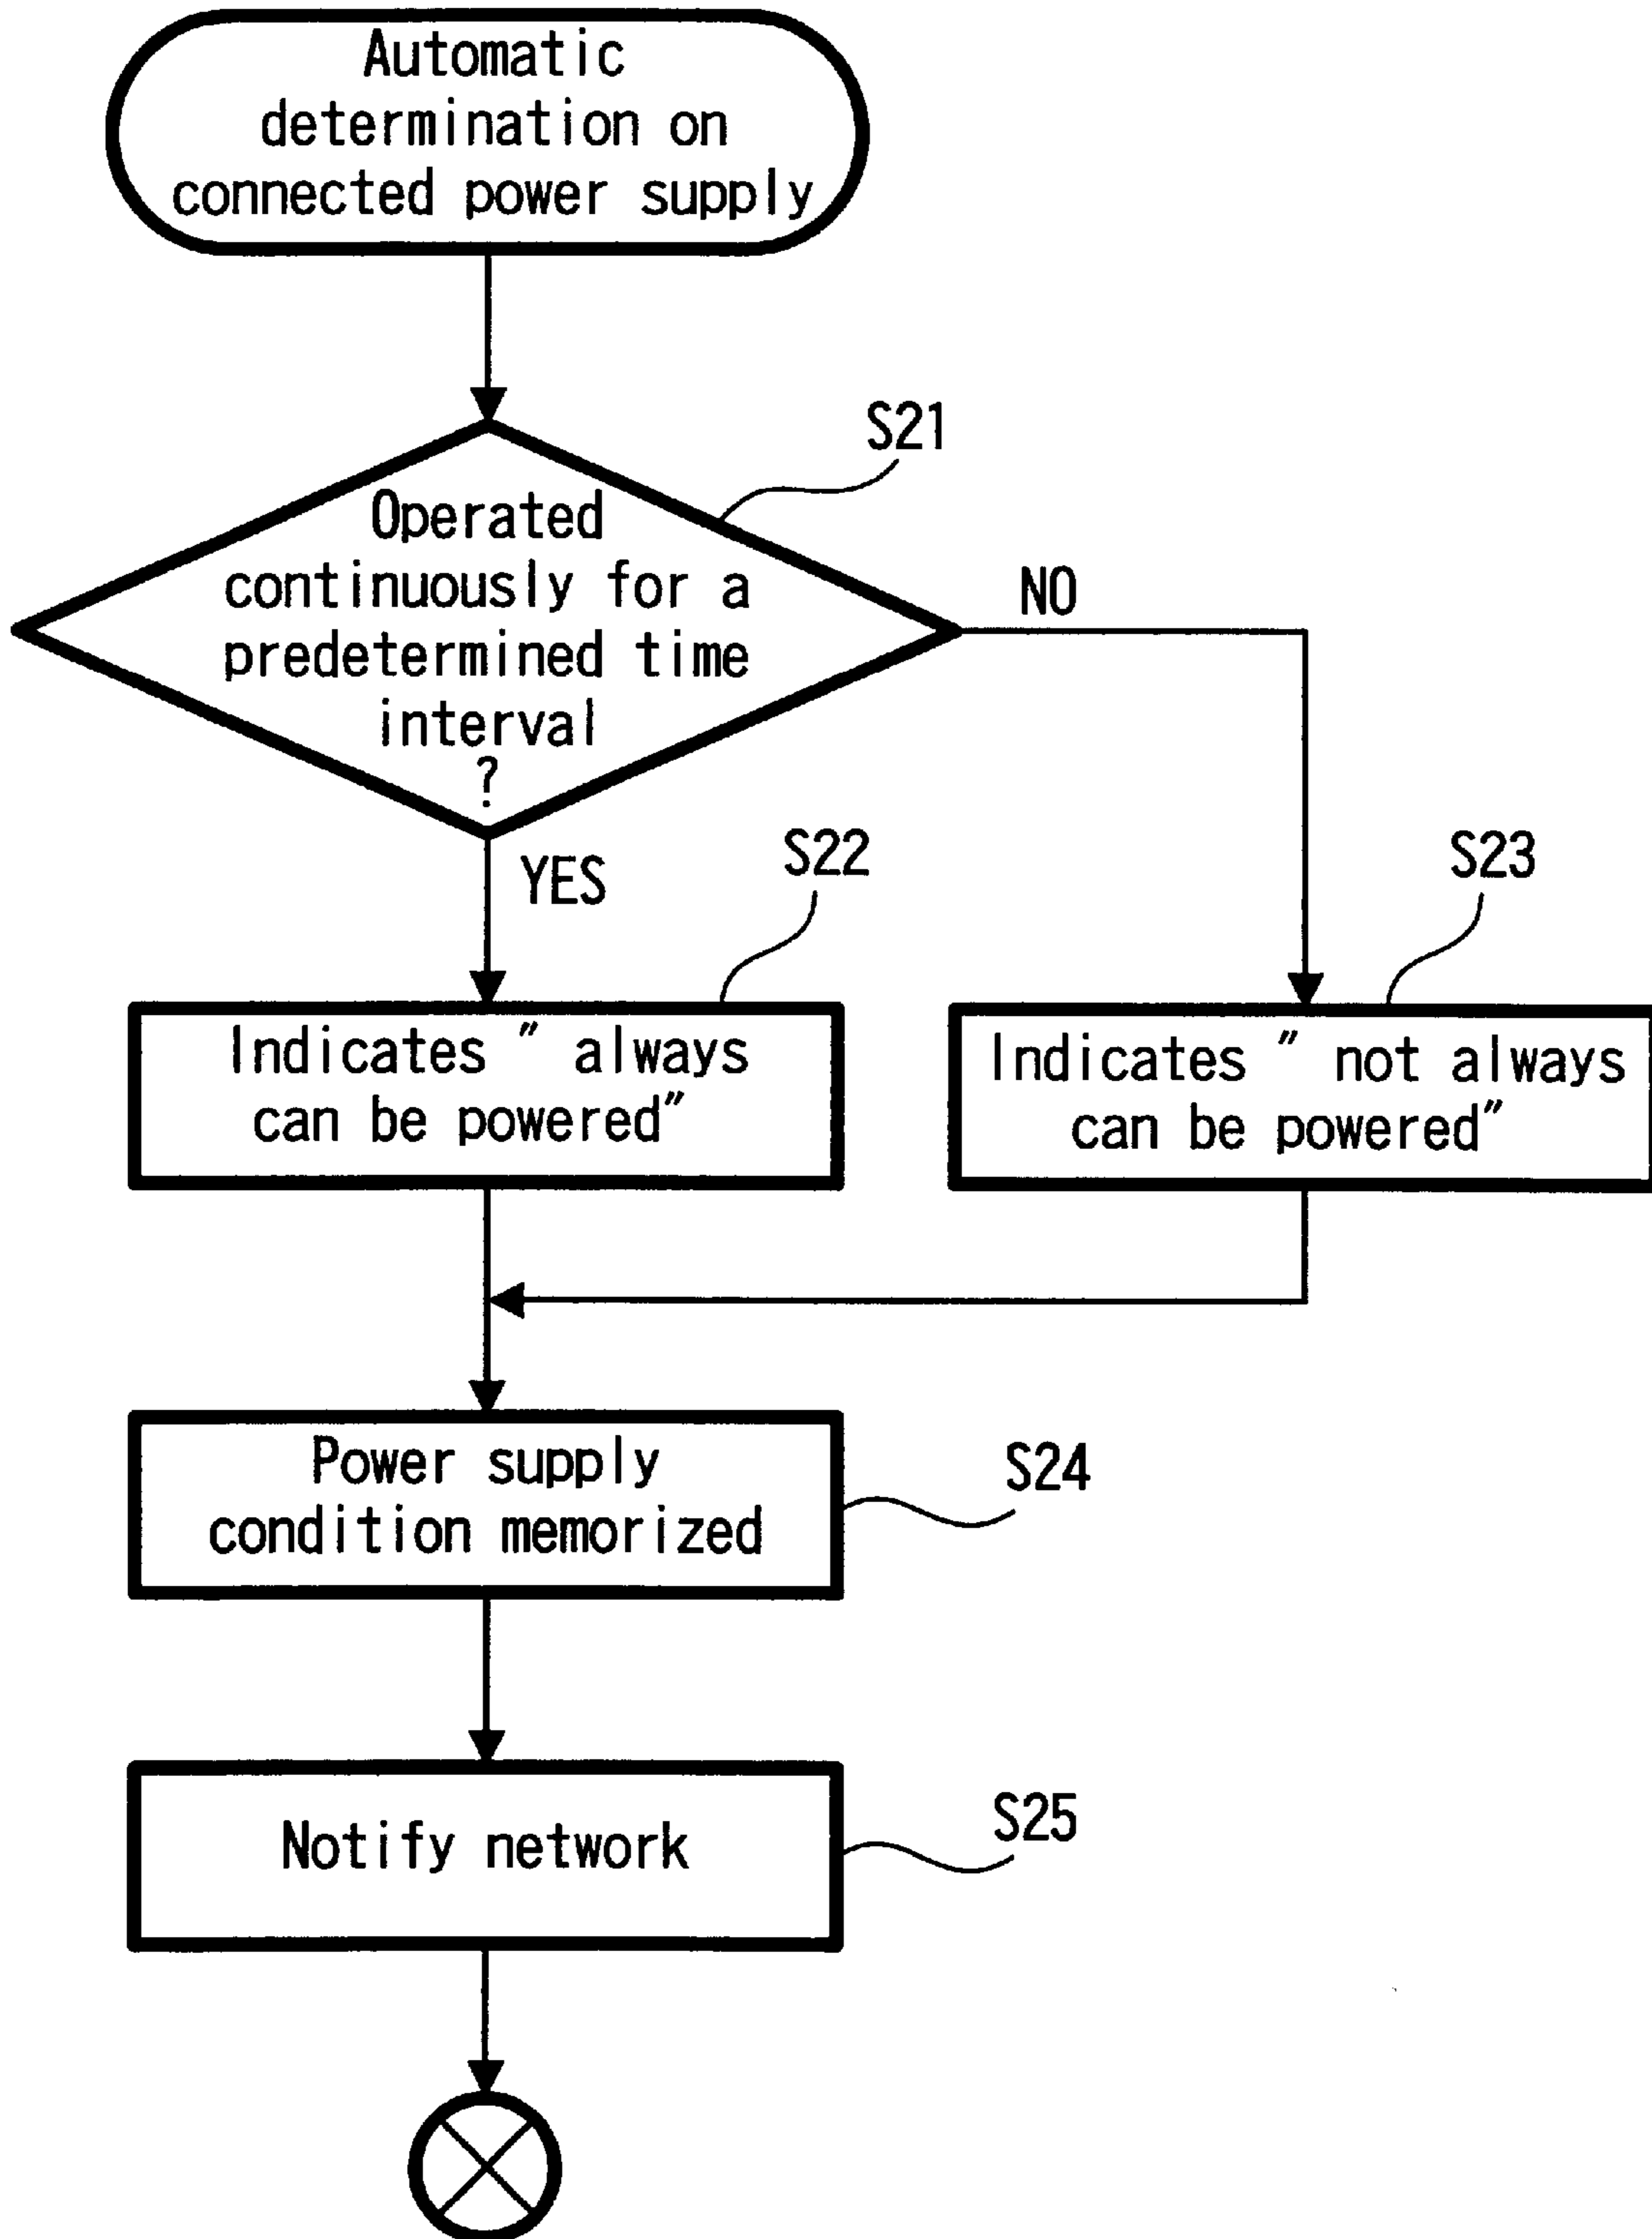 Automatic
determination on
connected power supply
S21
Operated
continuously for a
predetermined time
interval
?
NO
YES
S22
S23
Indicates " always
can be powered"
Indicates " not always
can be powered"
Power supply
condition memorized
S24
Notify network
S25